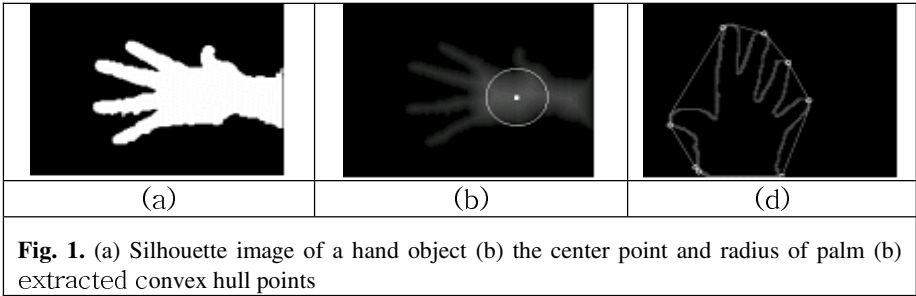 (a) (b) (d)
Fig. 1. (a) Silhouette image of a hand object (b) the center point and radius of palm (b)
extracted convex hull points